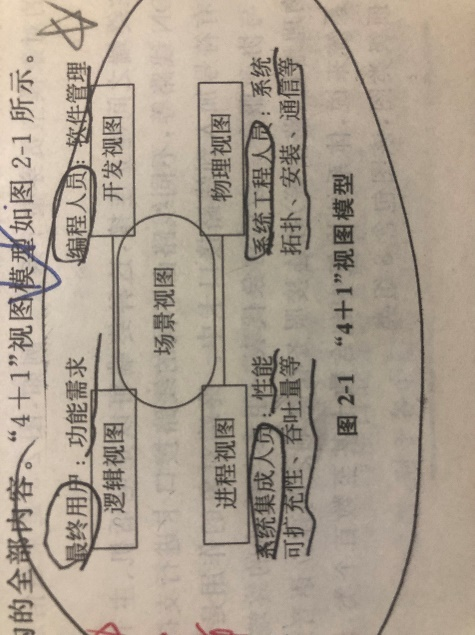 的全部内容。“4+1”视图模型如图 2-1 所示。
最终用户：功能需求
编程人员：软件管理
逻辑视图
开发视图
场景视图
进程视图
物理视图
系统集成人员：性能
可扩充性、吞吐量等
系统工程人员：系统
拓扑、安装、通信等
图 2-1 “4+1”视图模型